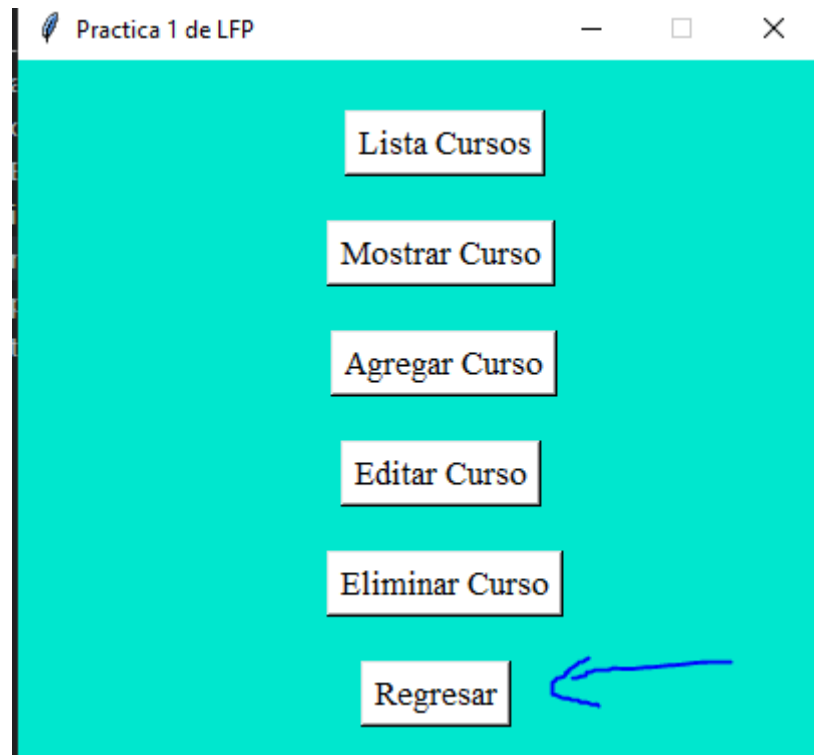 Practica 1 de LFP
Lista Cursos
Mostrar Curso
Agregar Curso
Editar Curso
Eliminar Curso
Regresar